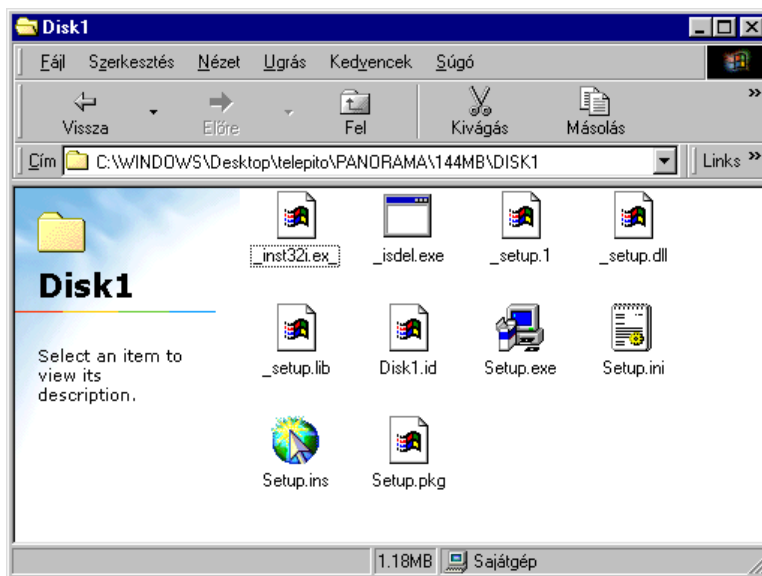 Disk1
Fájl Szerkesztés Nézet Ugrás Kedvencek Súgó
Vissza Előre Fel Kivágás Másolás »
Cím C:\WINDOWS\Desktop\telepito\PANORAMA\144MB\DISK1 Links »
_inst32i.ex_ _isdel.exe _setup.1 _setup.dll
Disk1
Select an item to
view its
description.
_setup.lib Disk1.id Setup.exe Setup.ini
Setup.ins Setup.pkg
1.18MB Sajátgép